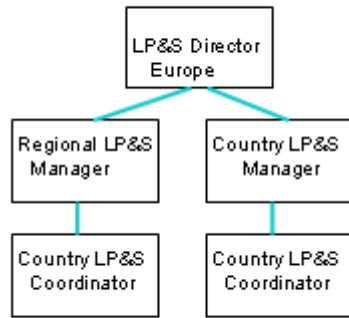 LP&S Director
Europe
Regional LP&S
Manager
Country LP&S
Manager
Country LP&S
Coordinator
Country LP&S
Coordinator